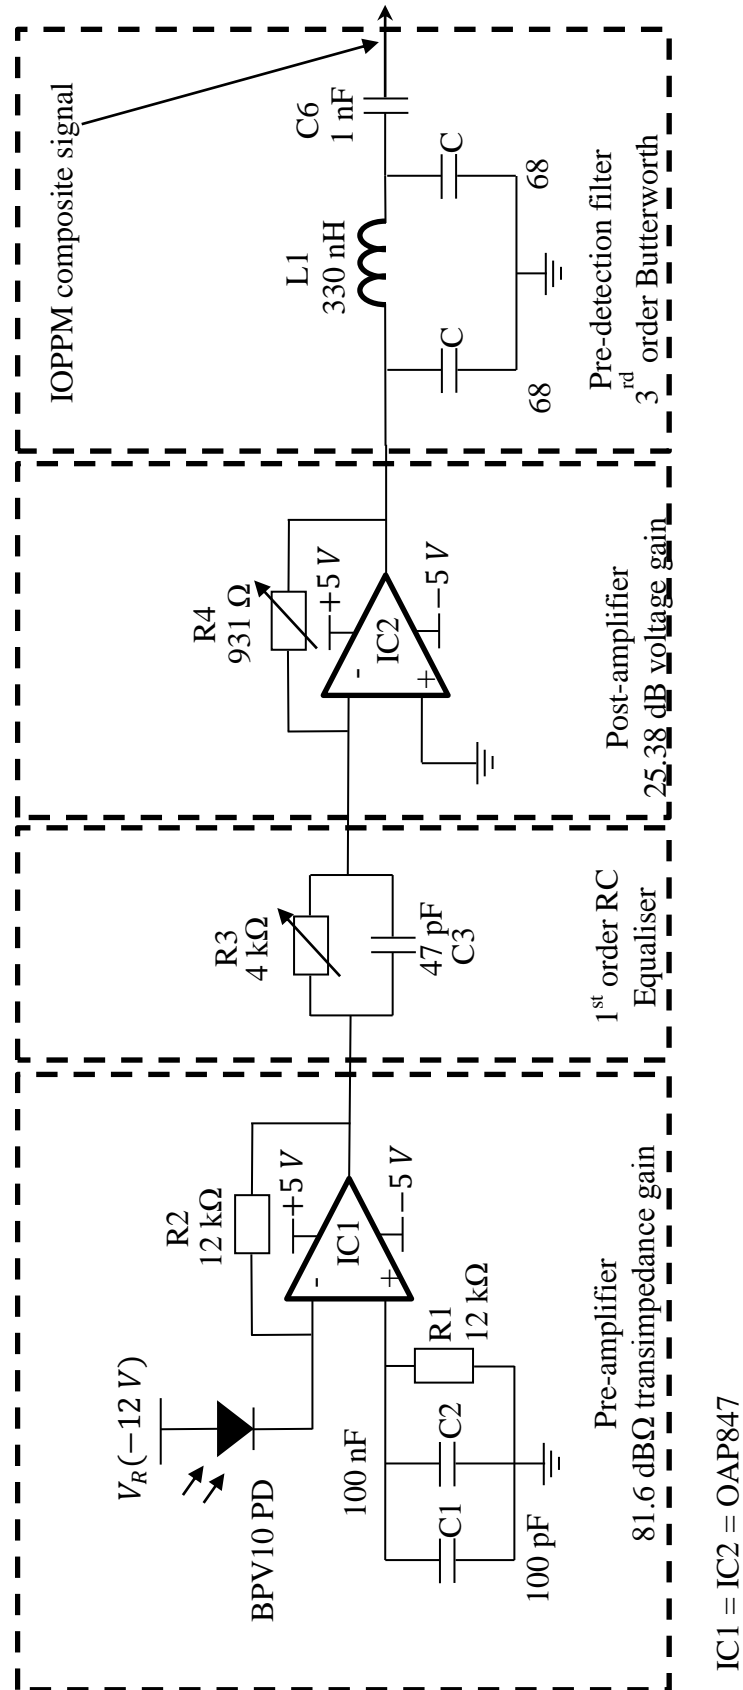 V_R(−12 V)
BPV10 PD
R2
12 kΩ
+5 V
-
IC1
+
−5 V
100 nF
C1
C2
R1
12 kΩ
100 pF
Pre-amplifier
81.6 dBΩ transimpedance gain
R3
4 kΩ
47 pF
C3
1st order RC
Equaliser
R4
931 Ω
+5 V
-
IC2
+
−5 V
Post-amplifier
25.38 dB voltage gain
IOPPM composite signal
L1
330 nH
C6
1 nF
C
C
68
68
Pre-detection filter
3rd order Butterworth
IC1 = IC2 = OAP847